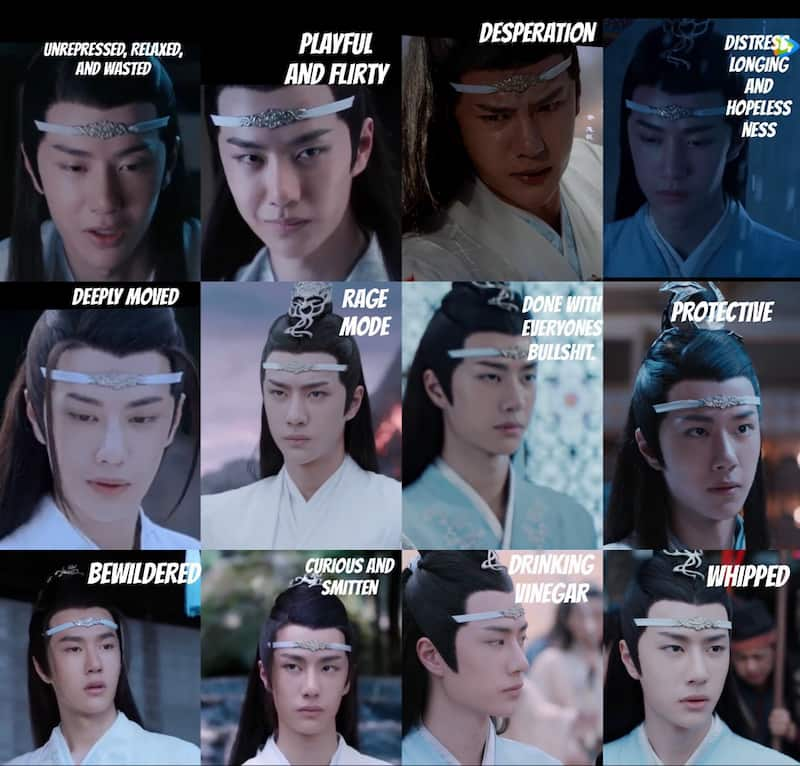 UNREPRESSED, RELAXED,
AND WASTED
PLAYFUL
AND FLIRTY
DESPERATION
DISTRESS,
LONGING
AND
HOPELESS
NESS
DEEPLY MOVED
RAGE
MODE
DONE WITH
EVERYONES
BULLSHIT.
PROTECTIVE
BEWILDERED
CURIOUS AND
SMITTEN
DRINKING
VINEGAR
WHIPPED